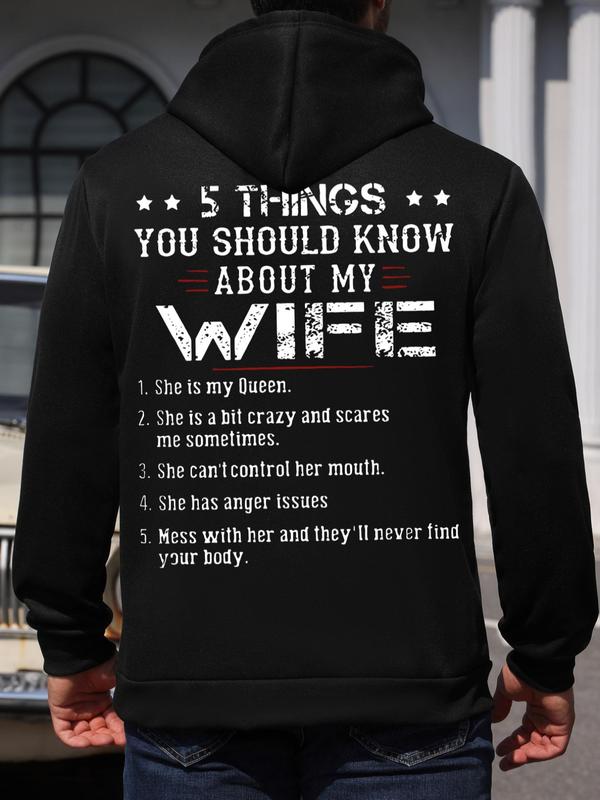 5 THINGS
YOU SHOULD KNOW
ABOUT MY
WIFE
1. She is my Queen.
2. She is a bit crazy and scares
me sometimes.
3. She can't control her mouth.
4. She has anger issues
5. Mess with her and they'll never find
your body.